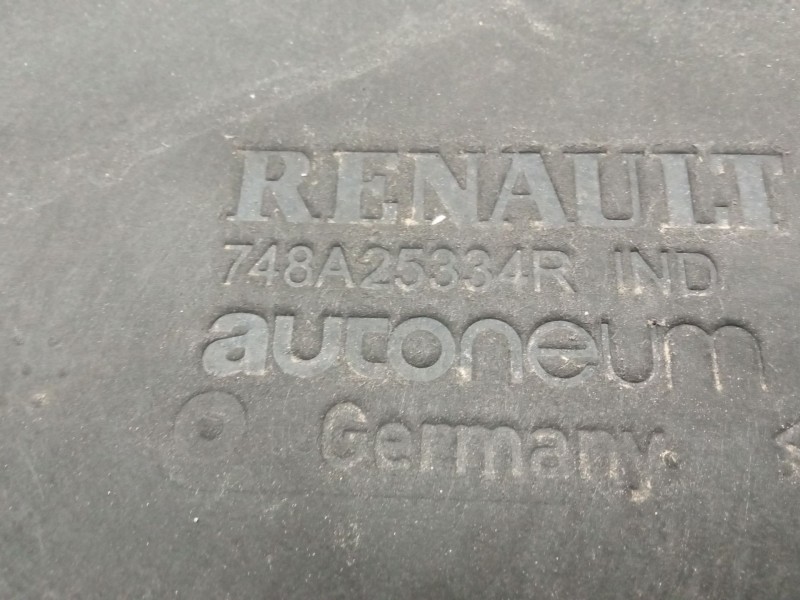 RENAULT
748A25334R IND
autoneum
Germany